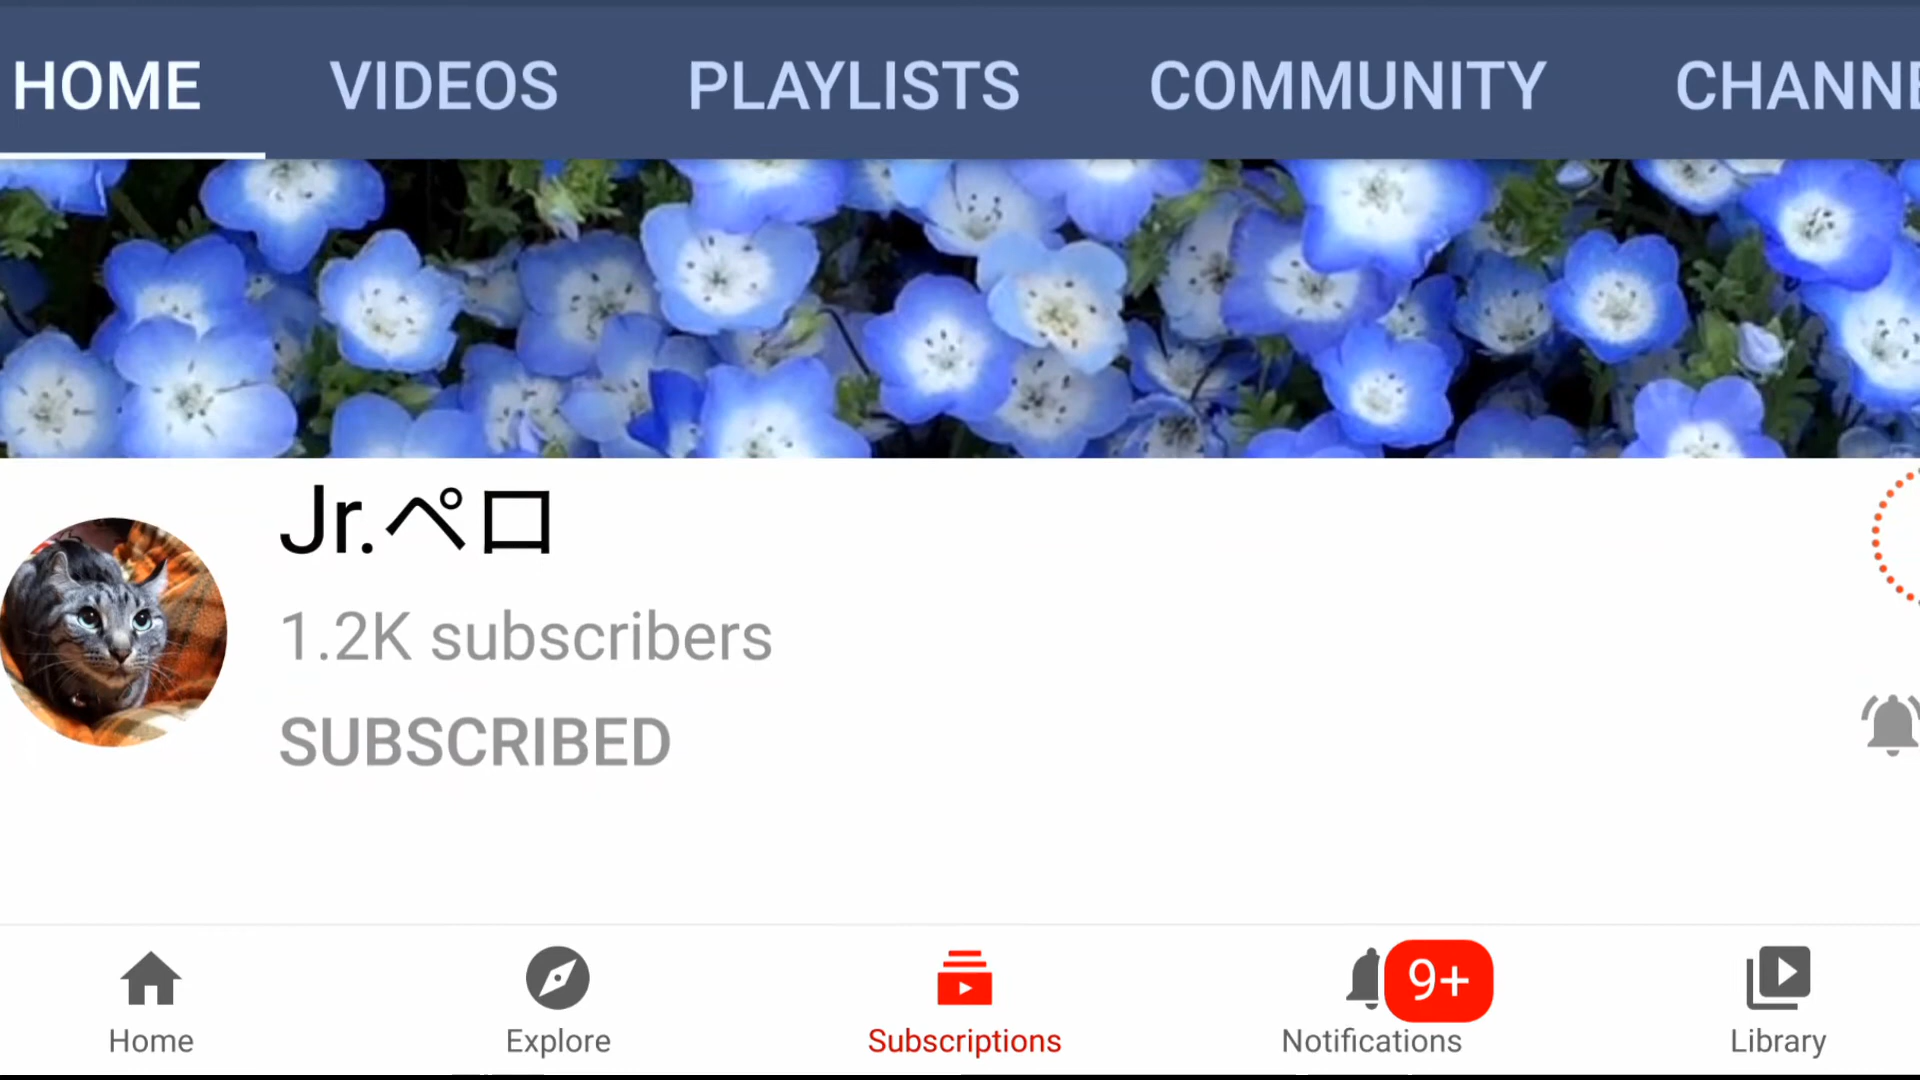 HOME VIDEOS PLAYLISTS COMMUNITY CHANNE
Jr.ペロ
1.2K subscribers
SUBSCRIBED
9+
Home Explore Subscriptions Notifications Library